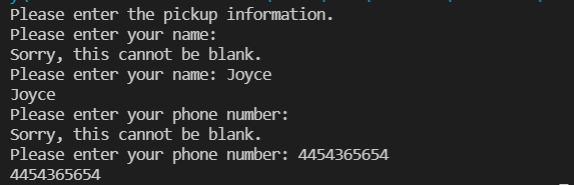 Please enter the pickup information.
Please enter your name:
Sorry, this cannot be blank.
Please enter your name: Joyce
Joyce
Please enter your phone number:
Sorry, this cannot be blank.
Please enter your phone number: 4454365654
4454365654